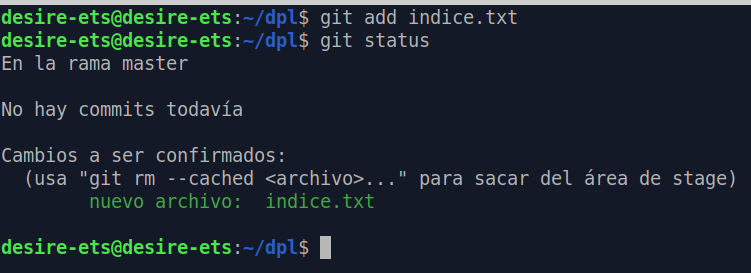 desire-ets@desire-ets:~/dpl$ git add indice.txt
desire-ets@desire-ets:~/dpl$ git status
En la rama master
No hay commits todavía
Cambios a ser confirmados:
  (usa "git rm --cached <archivo>..." para sacar del área de stage)
        nuevo archivo:  indice.txt
desire-ets@desire-ets:~/dpl$